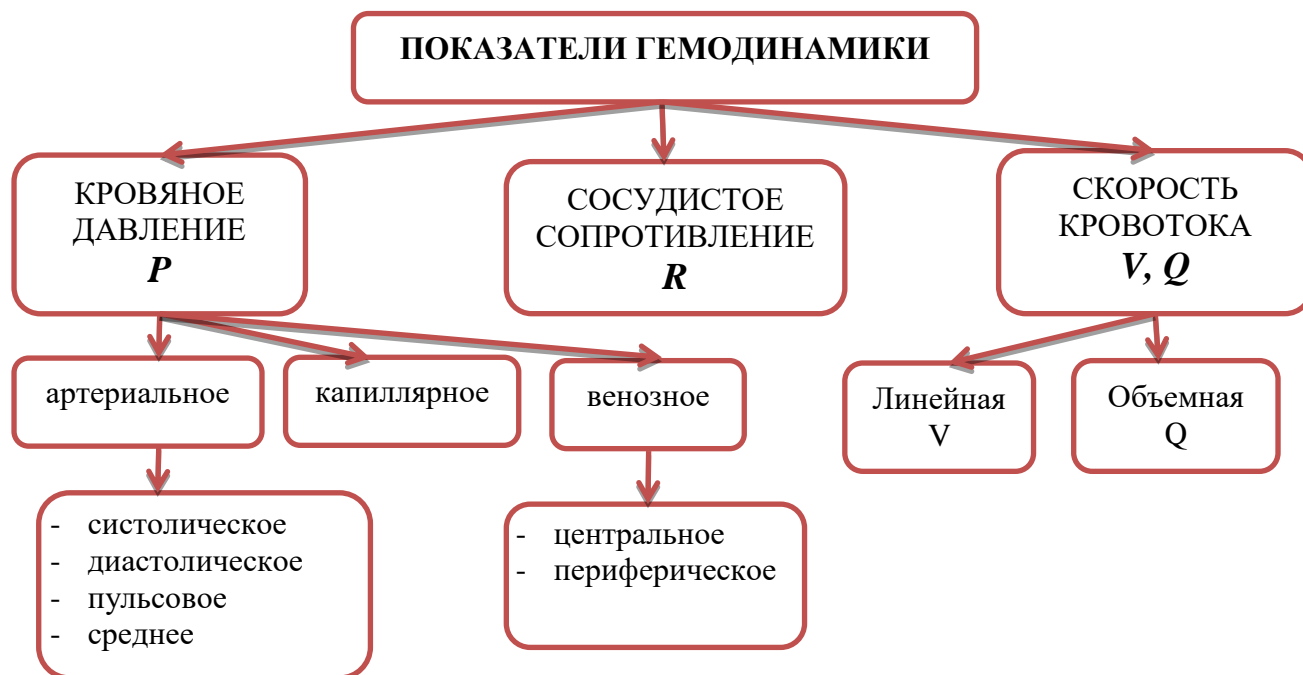 ПОКАЗАТЕЛИ ГЕМОДИНАМИКИ
КРОВЯНОЕ
ДАВЛЕНИЕ
P
СОСУДИСТОЕ
СОПРОТИВЛЕНИЕ
R
СКОРОСТЬ
КРОВОТОКА
V, Q
артериальное
капиллярное
венозное
Линейная
V
Объемная
Q
- систолическое
- диастолическое
- пульсовое
- среднее
- центральное
- периферическое